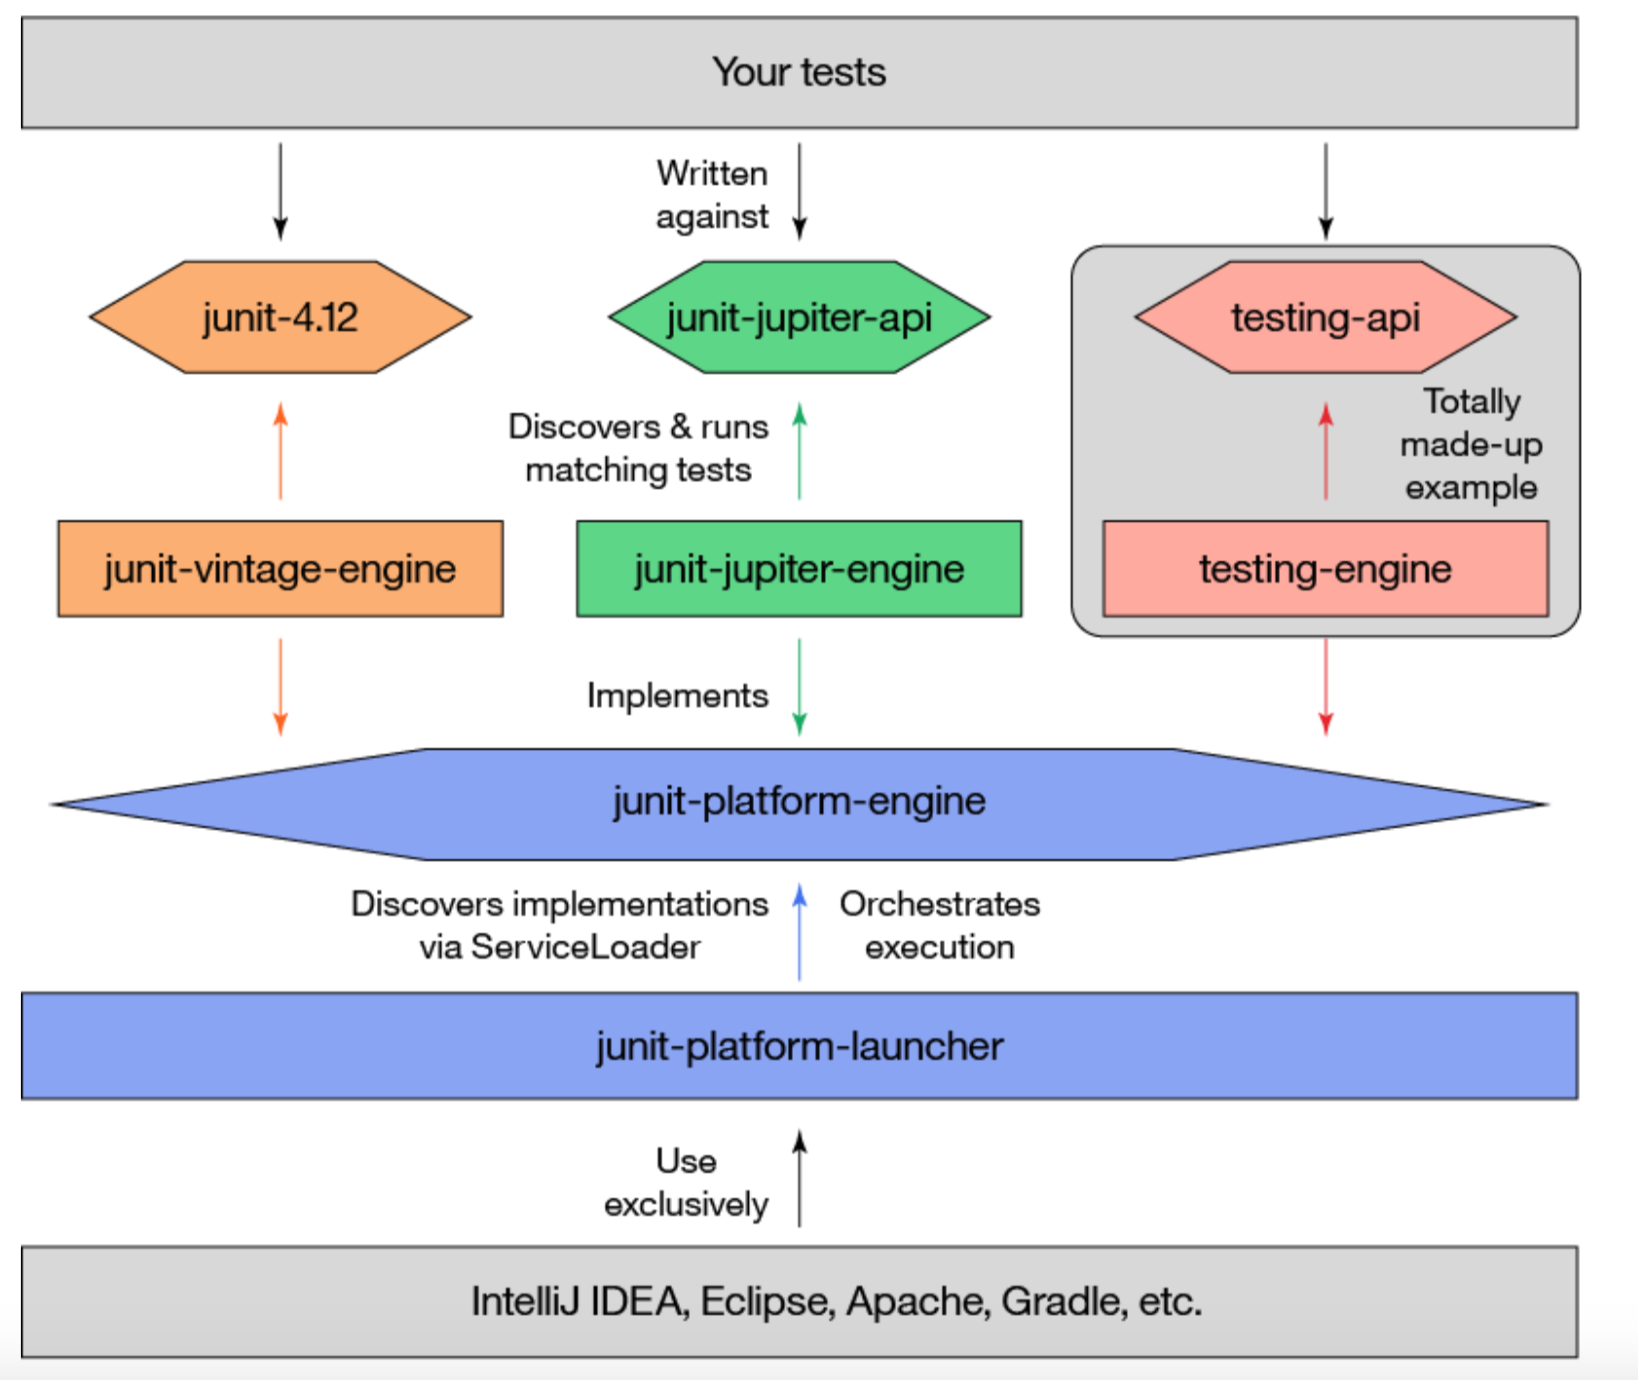 Your tests
Written
against
junit-4.12
junit-jupiter-api
testing-api
Discovers & runs
matching tests
Totally
made-up
example
junit-vintage-engine
junit-jupiter-engine
testing-engine
Implements
junit-platform-engine
Discovers implementations
via ServiceLoader
Orchestrates
execution
junit-platform-launcher
Use
exclusively
IntelliJ IDEA, Eclipse, Apache, Gradle, etc.